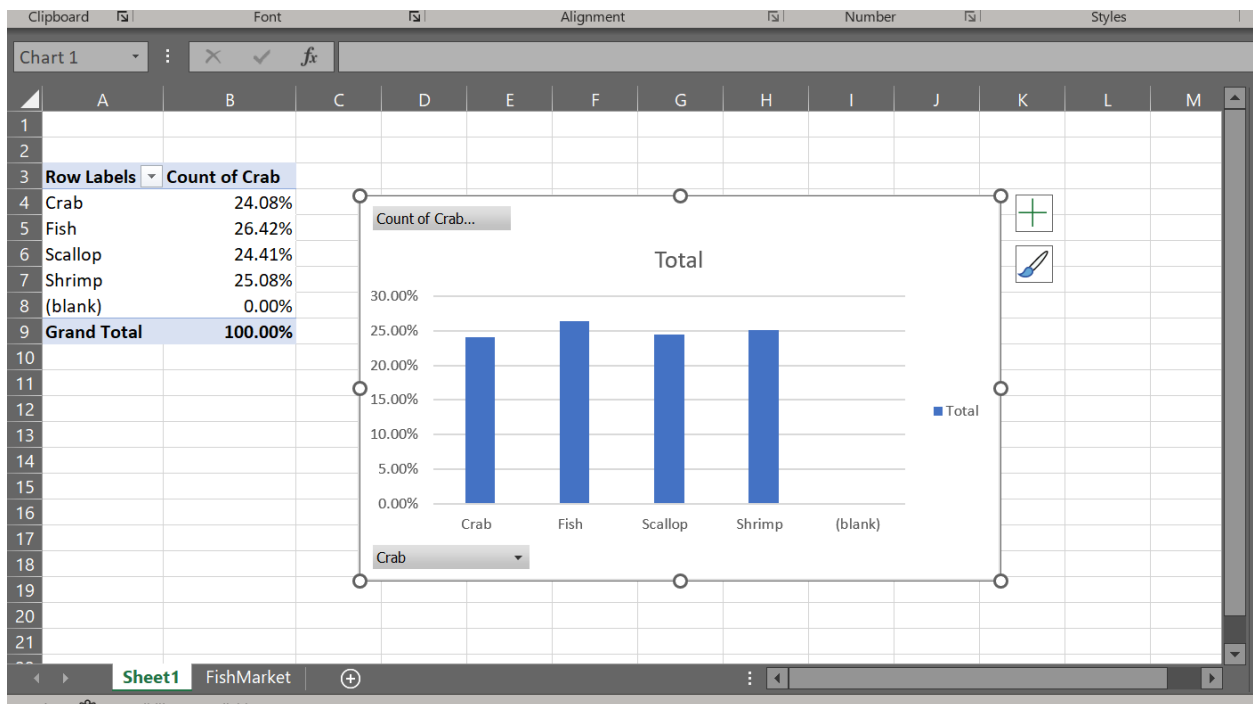 Clipboard Font Alignment Number Styles
Chart 1 fx
A B C D E F G H I J K L M
1
2
3 Row Labels Count of Crab
4 Crab 24.08%
5 Fish 26.42%
6 Scallop 24.41%
7 Shrimp 25.08%
8 (blank) 0.00%
9 Grand Total 100.00%
10
11
12
13
14
15
16
17
18
19
20
21
Count of Crab...
Total
30.00%
25.00%
20.00%
15.00%
10.00%
5.00%
0.00%
Crab Fish Scallop Shrimp (blank)
Total
Crab
Sheet1 FishMarket